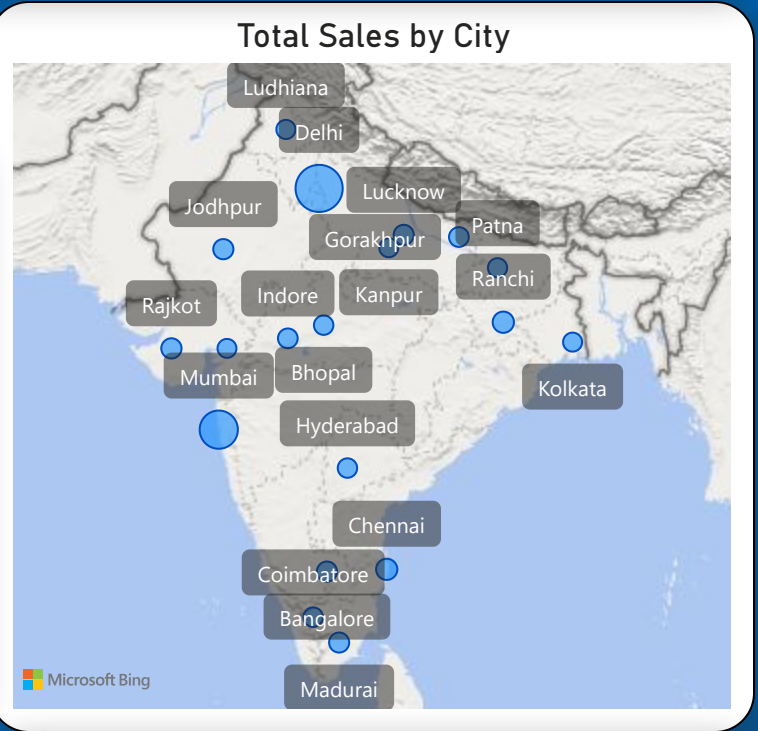 Total Sales by City
Ludhiana
Delhi
Lucknow
Jodhpur
Patna
Gorakhpur
Ranchi
Indore
Kanpur
Rajkot
Bhopal
Mumbai
Kolkata
Hyderabad
Chennai
Coimbatore
Bangalore
Microsoft Bing
Madurai